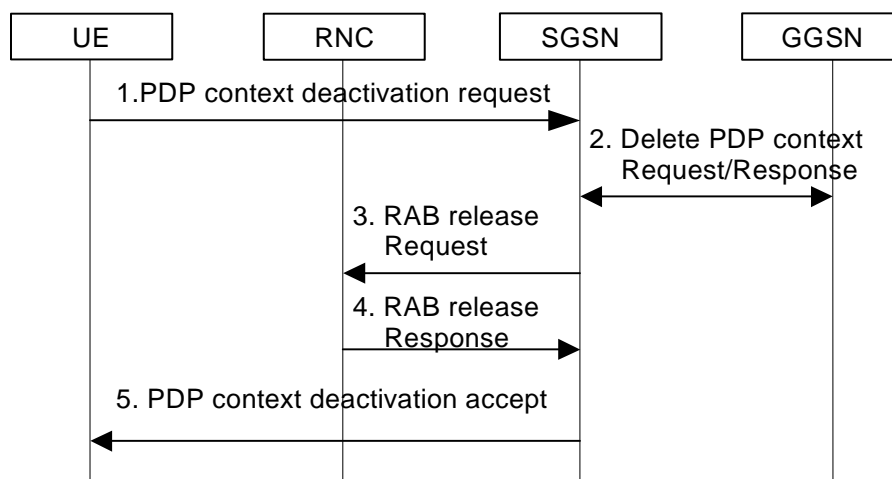 UE
RNC
SGSN
GGSN
1.PDP context deactivation request
2. Delete PDP context
Request/Response
3. RAB release
Request
4. RAB release
Response
5. PDP context deactivation accept